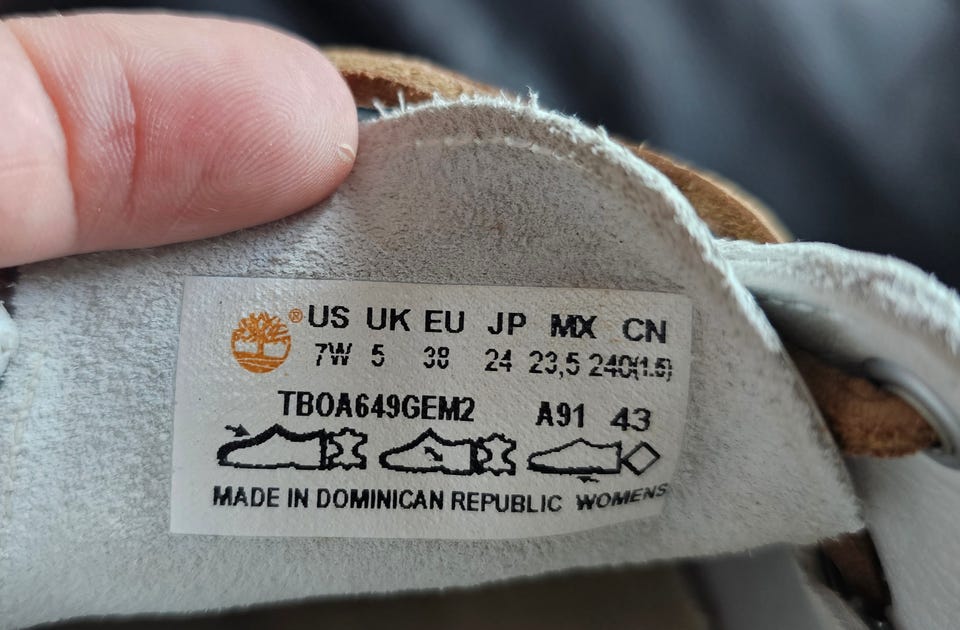 ® US UK EU JP MX CN
7W 5 38 24 23,5 240(1.5)
TB0A649GEM2 A91 43
MADE IN DOMINICAN REPUBLIC WOMENS